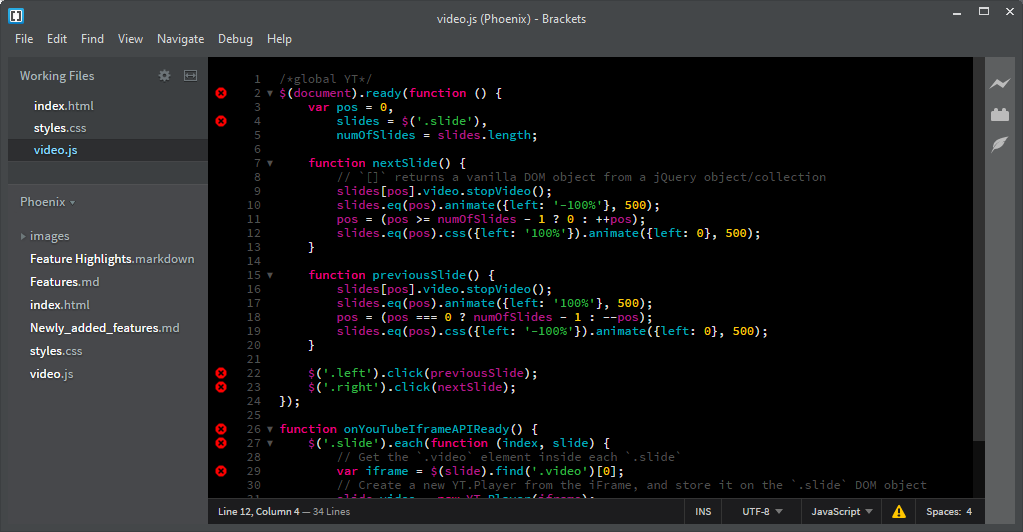 video.js (Phoenix) - Brackets
File Edit Find View Navigate Debug Help
Working Files
index.html
styles.css
video.js
Phoenix
images
Feature Highlights.markdown
Features.md
index.html
Newly_added_features.md
styles.css
video.js
1 /*global YT*/
2 $(document).ready(function () {
3 var pos = 0,
4 slides = $('.slide'),
5 numOfSlides = slides.length;
6
7 function nextSlide() {
8 // `[]` returns a vanilla DOM object from a jQuery object/collection
9 slides[pos].video.stopVideo();
10 slides.eq(pos).animate({left: '-100%'}, 500);
11 pos = (pos >= numOfSlides - 1 ? 0 : ++pos);
12 slides.eq(pos).css({left: '100%'}).animate({left: 0}, 500);
13 }
14
15 function previousSlide() {
16 slides[pos].video.stopVideo();
17 slides.eq(pos).animate({left: '100%'}, 500);
18 pos = (pos === 0 ? numOfSlides - 1 : --pos);
19 slides.eq(pos).css({left: '-100%'}).animate({left: 0}, 500);
20 }
21
22 $('.left').click(previousSlide);
23 $('.right').click(nextSlide);
24 });
25
26 function onYouTubeIframeAPIReady() {
27 $('.slide').each(function (index, slide) {
28 // Get the `.video` element inside each `.slide`
29 var iframe = $(slide).find('.video')[0];
30 // Create a new YT.Player from the iFrame, and store it on the `.slide` DOM object
31 slide.video = new YT.Player(iframe);
Line 12, Column 4 — 34 Lines
INS UTF-8 JavaScript Spaces: 4